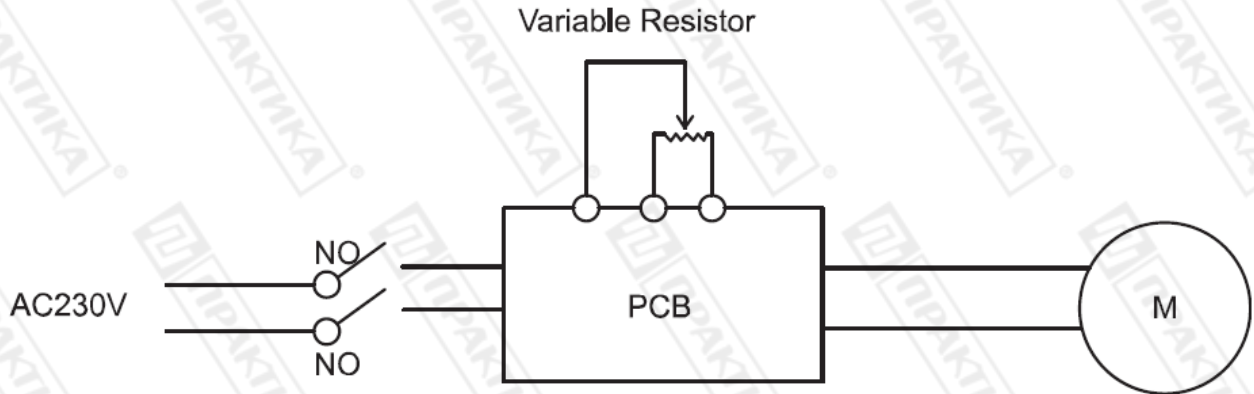 Variable Resistor
NO
AC230V
PCB
M
NO
ПРАКТИКА ®